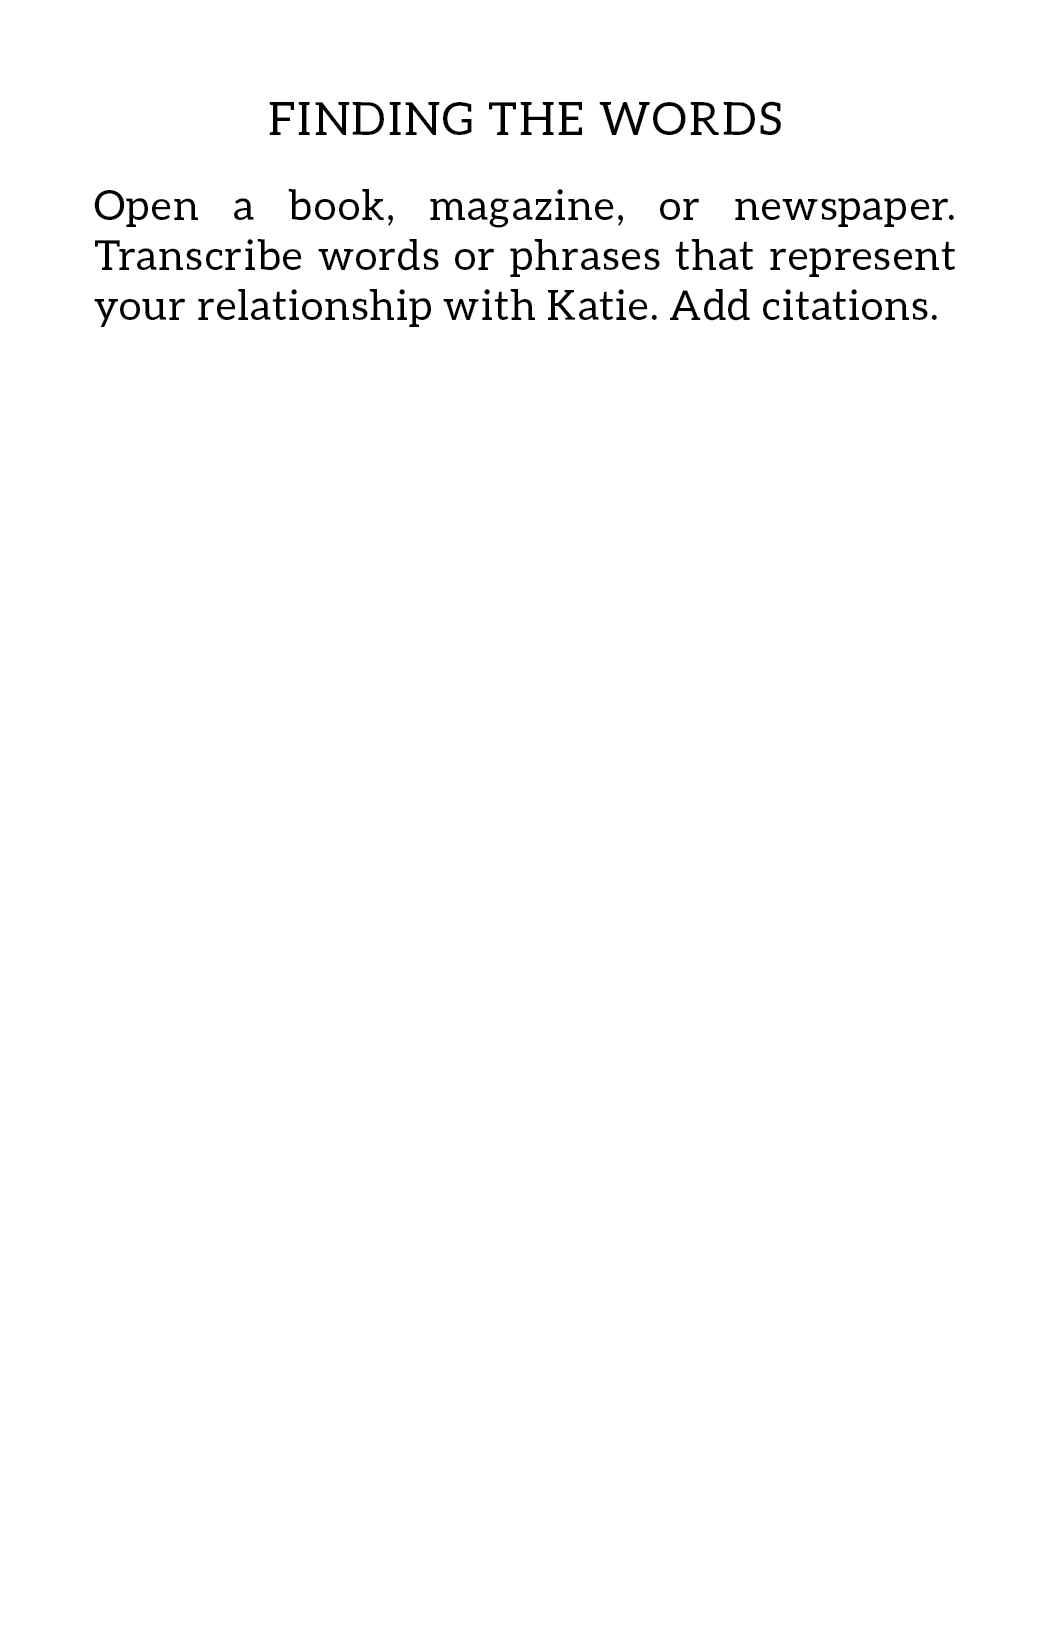 FINDING THE WORDS
Open a book, magazine, or newspaper.
Transcribe words or phrases that represent
your relationship with Katie. Add citations.